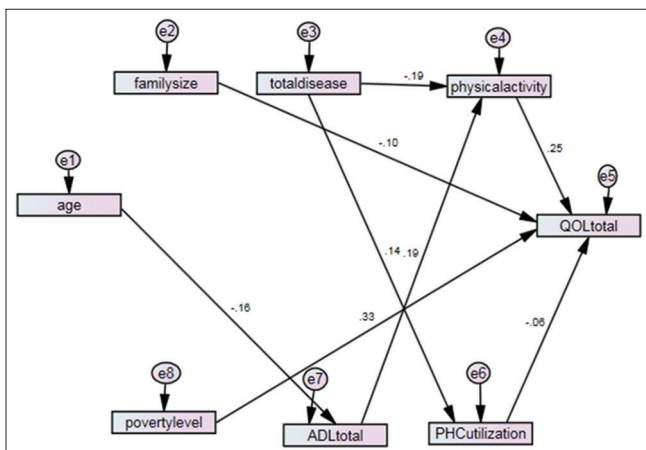 e2
e3
e4
familysize
totaldisease
-.19
physicalactivity
-.10
.25
e1
e5
age
QOLtotal
.14
.19
-.16
.33
-.06
e8
e7
e6
povertylevel
ADLtotal
PHCutilization